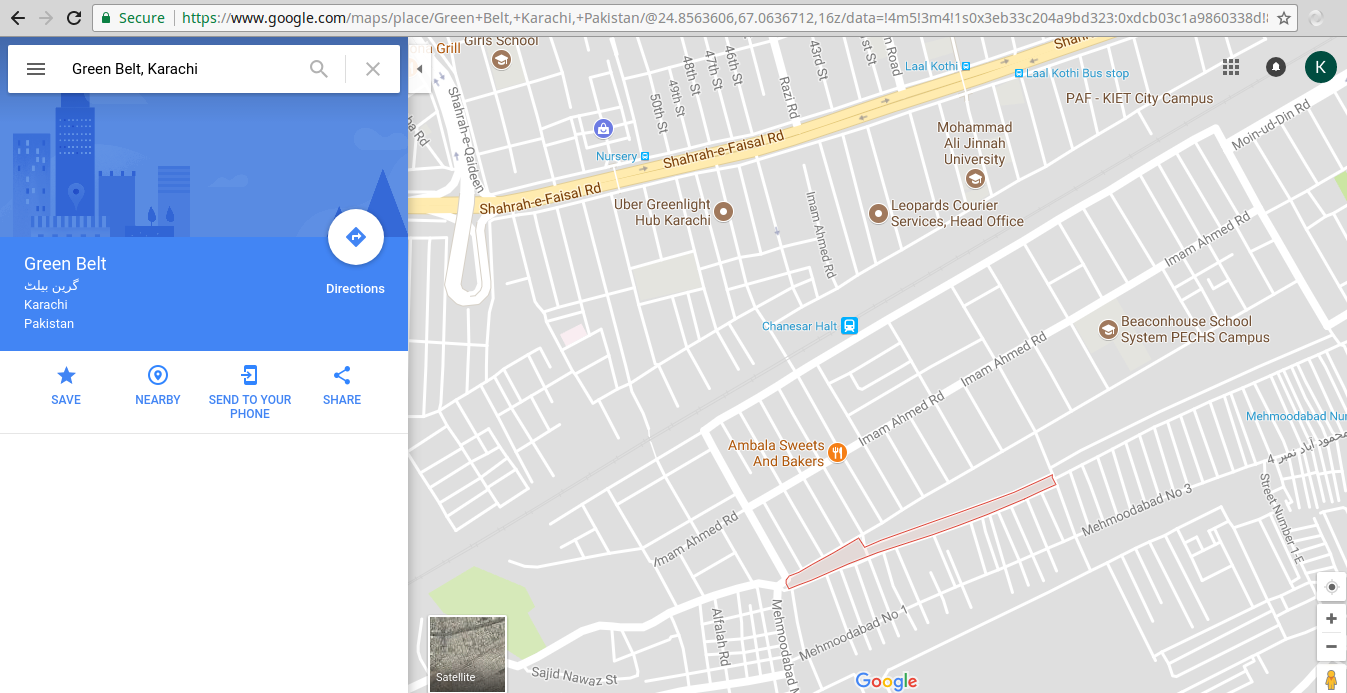 Secure
https://www.google.com/maps/place/Green+Belt,+Karachi,+Pakistan/@24.8563606,67.0636712,16z/data=!4m5!3m4!1s0x3eb33c204a9bd323:0xdcb03c1a9860338d!8
Green Belt, Karachi
Green Belt
گرین بیلٹ
Karachi
Pakistan
Directions
SAVE
NEARBY
SEND TO YOUR
PHONE
SHARE
Grill
Girls School
Shahrah-e-Qaideen
50th St
49th St
48th St
47th St
46th St
Razi Rd
43rd St
Laal Kothi
Laal Kothi Bus stop
K
PAF - KIET City Campus
Moin-ud-Din Rd
Mohammad
Ali Jinnah
University
Nursery
Shahrah-e-Faisal Rd
Shahrah-e-Faisal Rd
Uber Greenlight
Hub Karachi
Imam Ahmed Rd
Leopards Courier
Services, Head Office
Imam Ahmed Rd
Chanesar Halt
Beaconhouse School
System PECHS Campus
Imam Ahmed Rd
Imam Ahmed Rd
Mehmoodabad
Ambala Sweets
And Bakers
محمود آباد نمبر 4
Mehmoodabad No 3
Street Number 1-E
Imam Ahmed Rd
Mehmoodabad No 1
Alfalah Rd
Mehmoodabad
Sajid Nawaz St
Satellite
Google